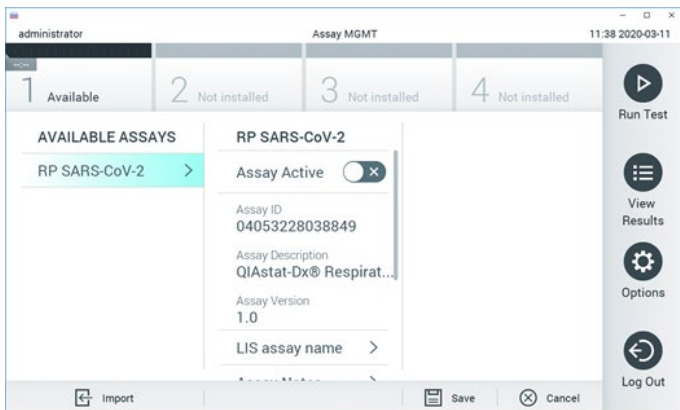 administrator
Assay MGMT
11:38 2020-03-11
1 Available
2 Not installed
3 Not installed
4 Not installed
Run Test
AVAILABLE ASSAYS
RP SARS-CoV-2
RP SARS-CoV-2
Assay Active
Assay ID
04053228038849
Assay Description
QIAstat-Dx® Respirat...
Assay Version
1.0
LIS assay name
View
Results
Options
Log Out
Import
Save
Cancel